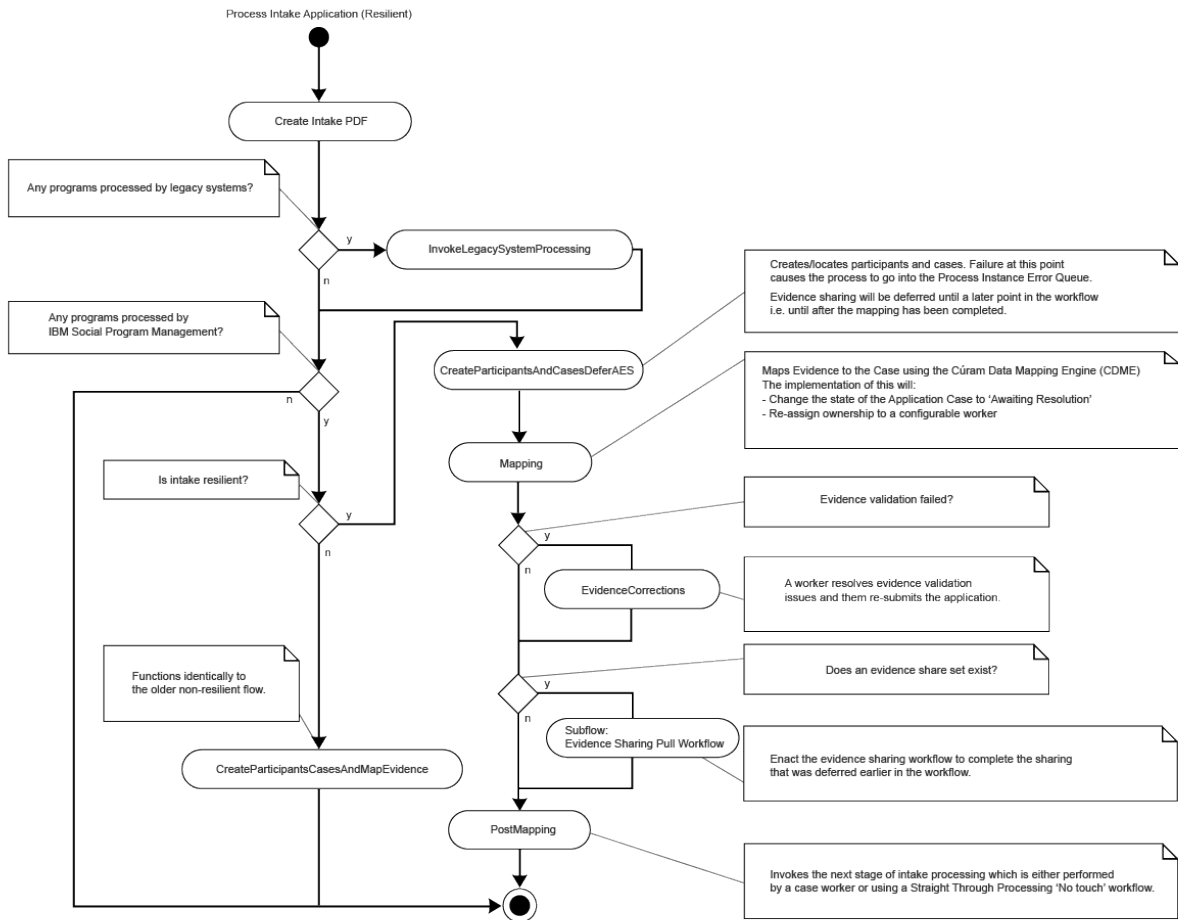 Process Intake Application (Resilient)
Create Intake PDF
Any programs processed by legacy systems?
y
InvokeLegacySystemProcessing
n
Creates/locates participants and cases. Failure at this point
causes the process to go into the Process Instance Error Queue.
Evidence sharing will be deferred until a later point in the workflow
i.e. until after the mapping has been completed.
Any programs processed by
IBM Social Program Management?
CreateParticipantsAndCasesDeferAES
n
y
Maps Evidence to the Case using the Cúram Data Mapping Engine (CDME)
The implementation of this will:
- Change the state of the Application Case to ‘Awaiting Resolution’
- Re-assign ownership to a configurable worker
Mapping
Is intake resilient?
y
n
Evidence validation failed?
y
n
EvidenceCorrections
A worker resolves evidence validation
issues and them re-submits the application.
Does an evidence share set exist?
y
n
Functions identically to
the older non-resilient flow.
Subflow:
Evidence Sharing Pull Workflow
CreateParticipantsCasesAndMapEvidence
Enact the evidence sharing workflow to complete the sharing
that was deferred earlier in the workflow.
PostMapping
Invokes the next stage of intake processing which is either performed
by a case worker or using a Straight Through Processing ‘No touch’ workflow.